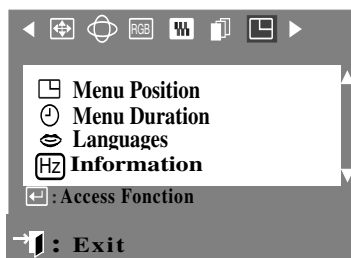 RGB
Menu Position
Menu Duration
Languages
Hz Information
: Access Fonction
: Exit